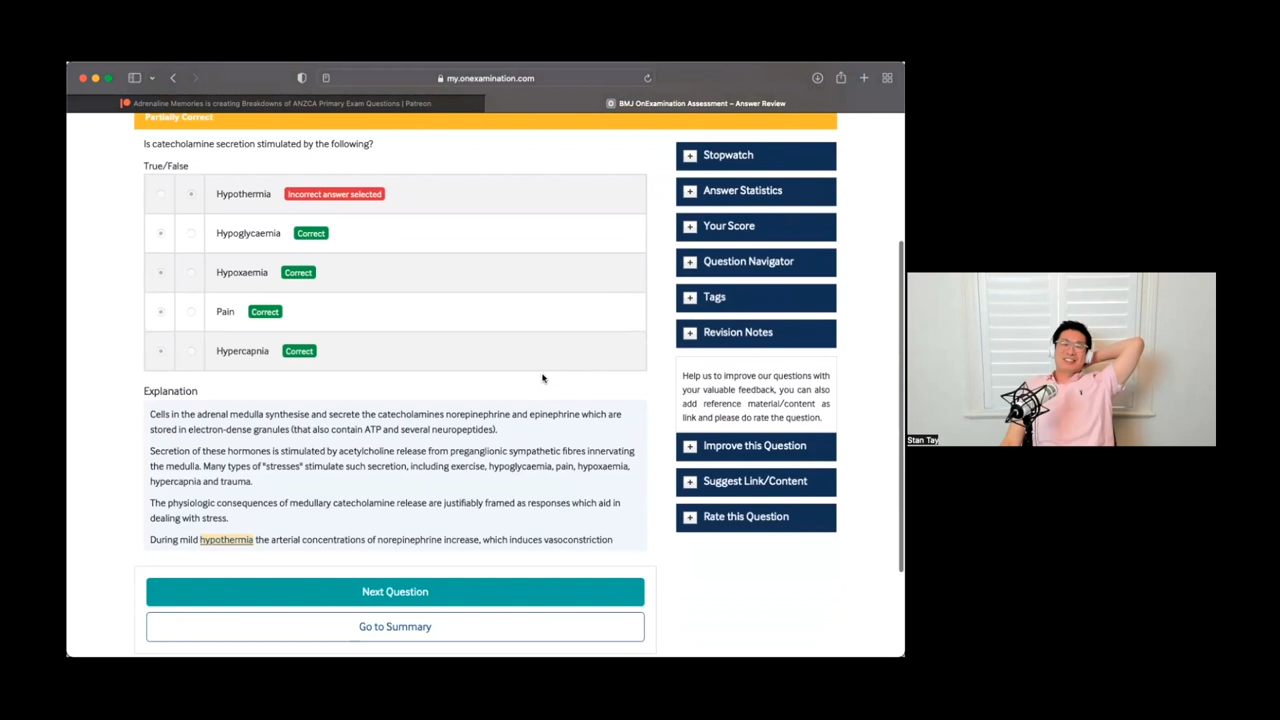 my.onexamination.com
Adrenaline Memories is creating Breakdowns of ANZCA Primary Exam Questions | Patreon
BMJ OnExamination Assessment – Answer Review
Partially Correct
Is catecholamine secretion stimulated by the following?
True/False
Hypothermia Incorrect answer selected
Hypoglycaemia Correct
Hypoxaemia Correct
Pain Correct
Hypercapnia Correct
Explanation
Cells in the adrenal medulla synthesise and secrete the catecholamines norepinephrine and epinephrine which are
stored in electron-dense granules (that also contain ATP and several neuropeptides).
Secretion of these hormones is stimulated by acetylcholine release from preganglionic sympathetic fibres innervating
the medulla. Many types of "stresses" stimulate such secretion, including exercise, hypoglycaemia, pain, hypoxaemia,
hypercapnia and trauma.
The physiologic consequences of medullary catecholamine release are justifiably framed as responses which aid in
dealing with stress.
During mild hypothermia the arterial concentrations of norepinephrine increase, which induces vasoconstriction
Next Question
Go to Summary
+ Stopwatch
+ Answer Statistics
+ Your Score
+ Question Navigator
+ Tags
+ Revision Notes
Help us to improve our questions with
your valuable feedback, you can also
add reference material/content as
link and please do rate the question.
+ Improve this Question
+ Suggest Link/Content
+ Rate this Question
Stan Tay